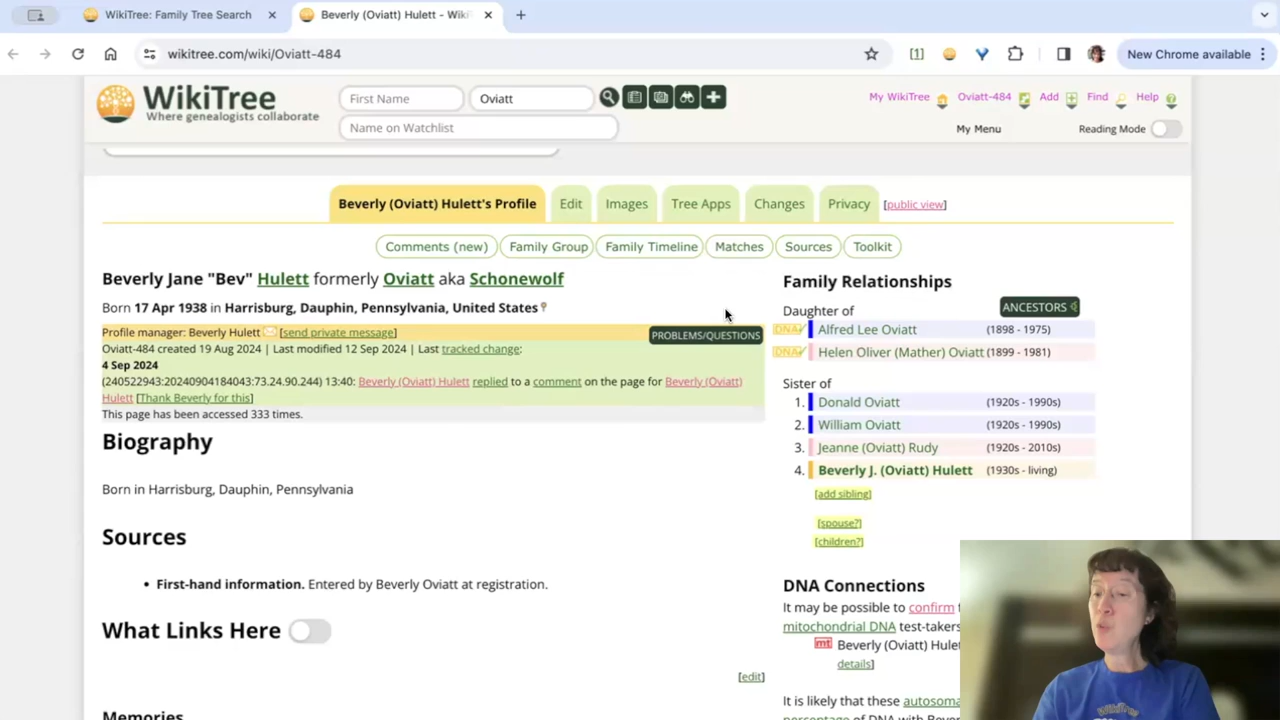 WikiTree: Family Tree Search
Beverly (Oviatt) Hulett - Wiki
wikitree.com/wiki/Oviatt-484
[1]
New Chrome available
WikiTree
Where genealogists collaborate
First Name
Oviatt
Name on Watchlist
My WikiTree
Oviatt-484
Add
Find
Help
My Menu
Reading Mode
Beverly (Oviatt) Hulett's Profile
Edit
Images
Tree Apps
Changes
Privacy
[public view]
Comments (new)
Family Group
Family Timeline
Matches
Sources
Toolkit
Beverly Jane "Bev" Hulett formerly Oviatt aka Schonewolf
Born 17 Apr 1938 in Harrisburg, Dauphin, Pennsylvania, United States
Profile manager: Beverly Hulett [send private message]
PROBLEMS/QUESTIONS
Oviatt-484 created 19 Aug 2024 | Last modified 12 Sep 2024 | Last tracked change:
4 Sep 2024
(240522943:20240904184043:73.24.90.244) 13:40: Beverly (Oviatt) Hulett replied to a comment on the page for Beverly (Oviatt)
Hulett [Thank Beverly for this]
This page has been accessed 333 times.
Biography
Born in Harrisburg, Dauphin, Pennsylvania
Sources
• First-hand information. Entered by Beverly Oviatt at registration.
What Links Here
[edit]
Memories
Family Relationships
Daughter of
ANCESTORS
DNA Alfred Lee Oviatt (1898 - 1975)
DNA Helen Oliver (Mather) Oviatt (1899 - 1981)
Sister of
1. Donald Oviatt (1920s - 1990s)
2. William Oviatt (1920s - 1990s)
3. Jeanne (Oviatt) Rudy (1920s - 2010s)
4. Beverly J. (Oviatt) Hulett (1930s - living)
[add sibling]
[spouse?]
[children?]
DNA Connections
It may be possible to confirm
mitochondrial DNA test-takers
mt Beverly (Oviatt) Hule
details]
It is likely that these autosoma
percentage of DNA with Bever
WikiTree